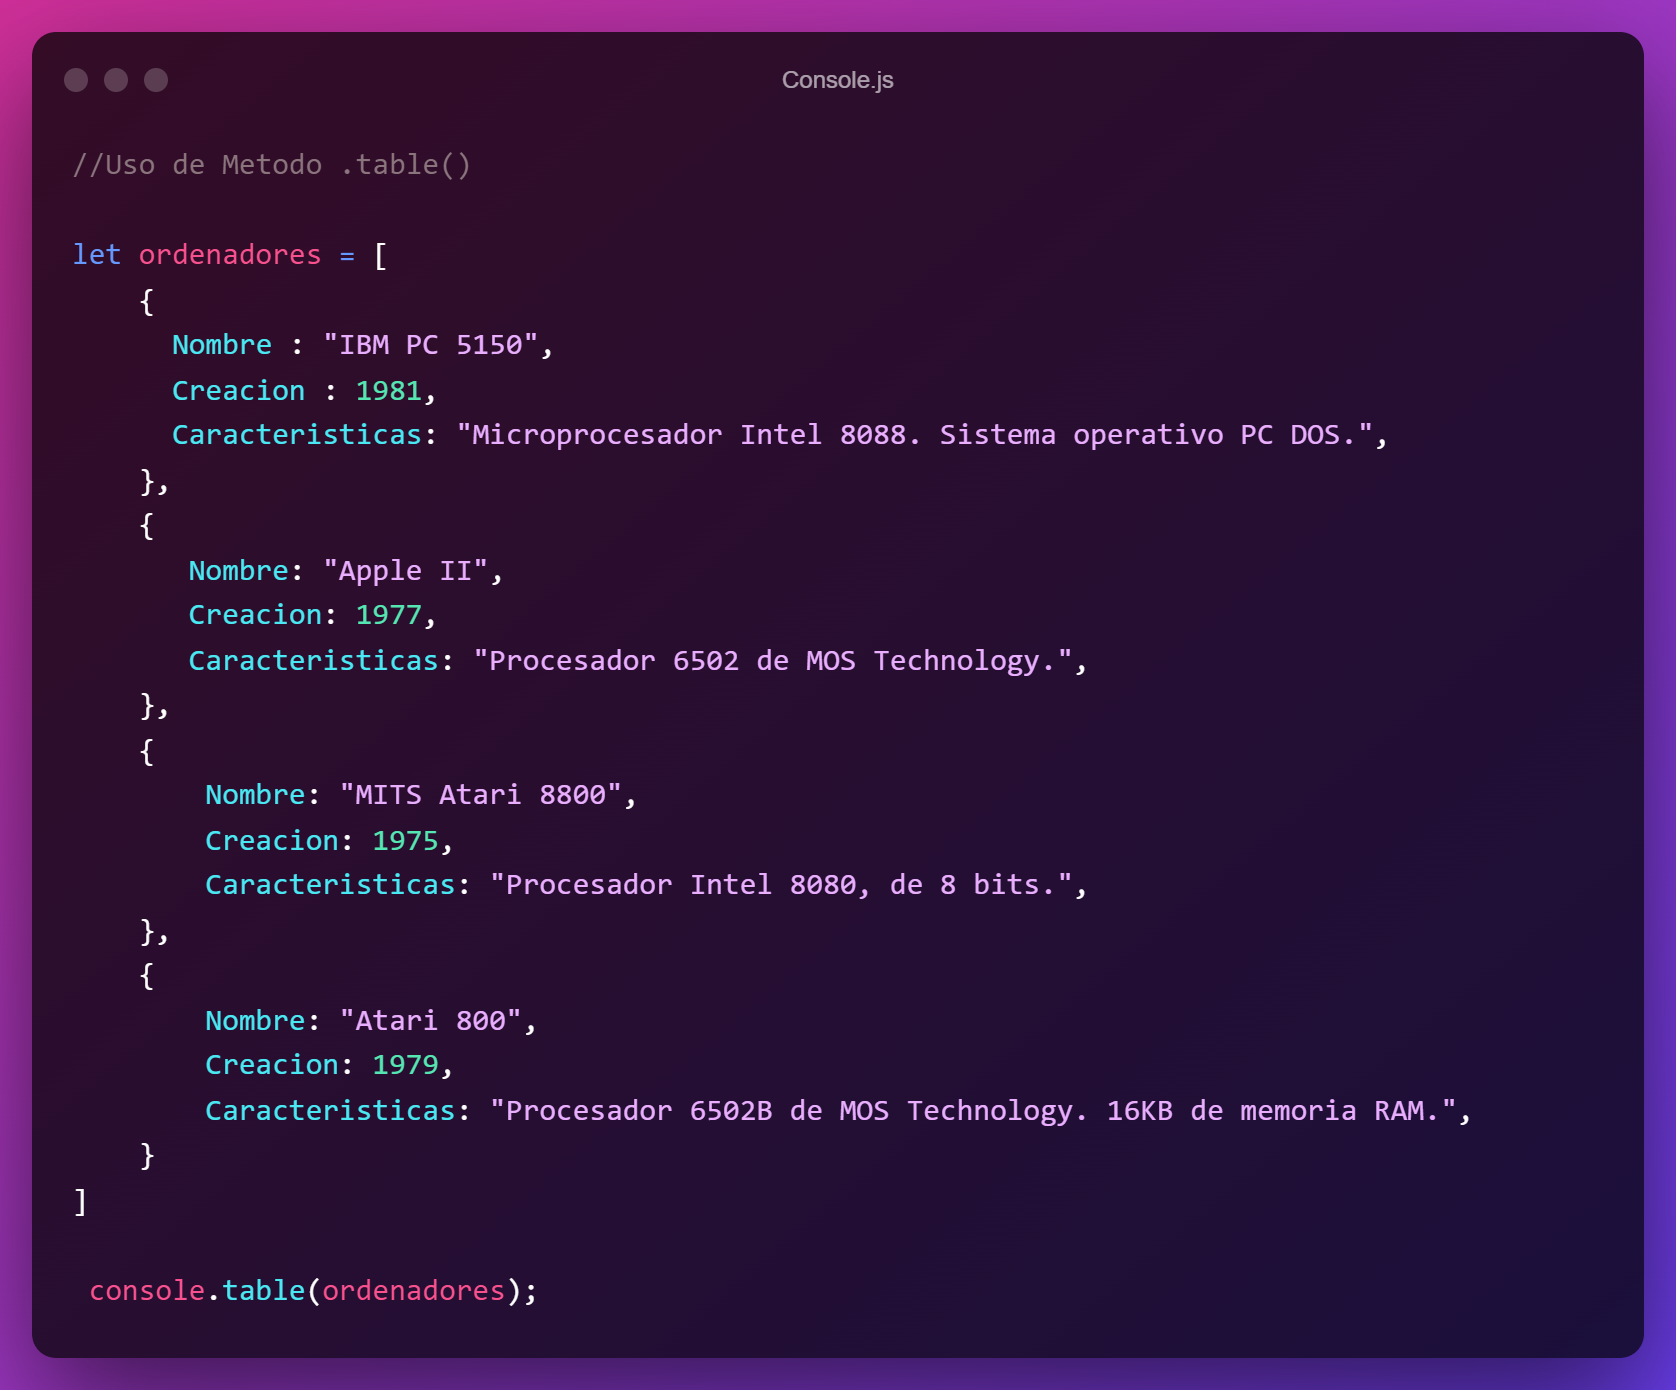 Console.js
//Uso de Metodo .table()
let ordenadores = [
{
Nombre : "IBM PC 5150",
Creacion : 1981,
Caracteristicas: "Microprocesador Intel 8088. Sistema operativo PC DOS.",
},
{
Nombre: "Apple II",
Creacion: 1977,
Caracteristicas: "Procesador 6502 de MOS Technology.",
},
{
Nombre: "MITS Atari 8800",
Creacion: 1975,
Caracteristicas: "Procesador Intel 8080, de 8 bits.",
},
{
Nombre: "Atari 800",
Creacion: 1979,
Caracteristicas: "Procesador 6502B de MOS Technology. 16KB de memoria RAM.",
}
]
console.table(ordenadores);